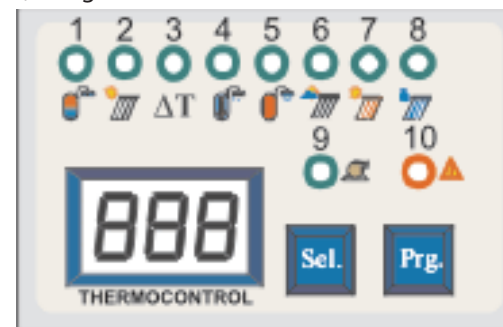 1 2 3 4 5 6 7 8
ΔT
9 10
888
Sel. Prg.
THERMOCONTROL